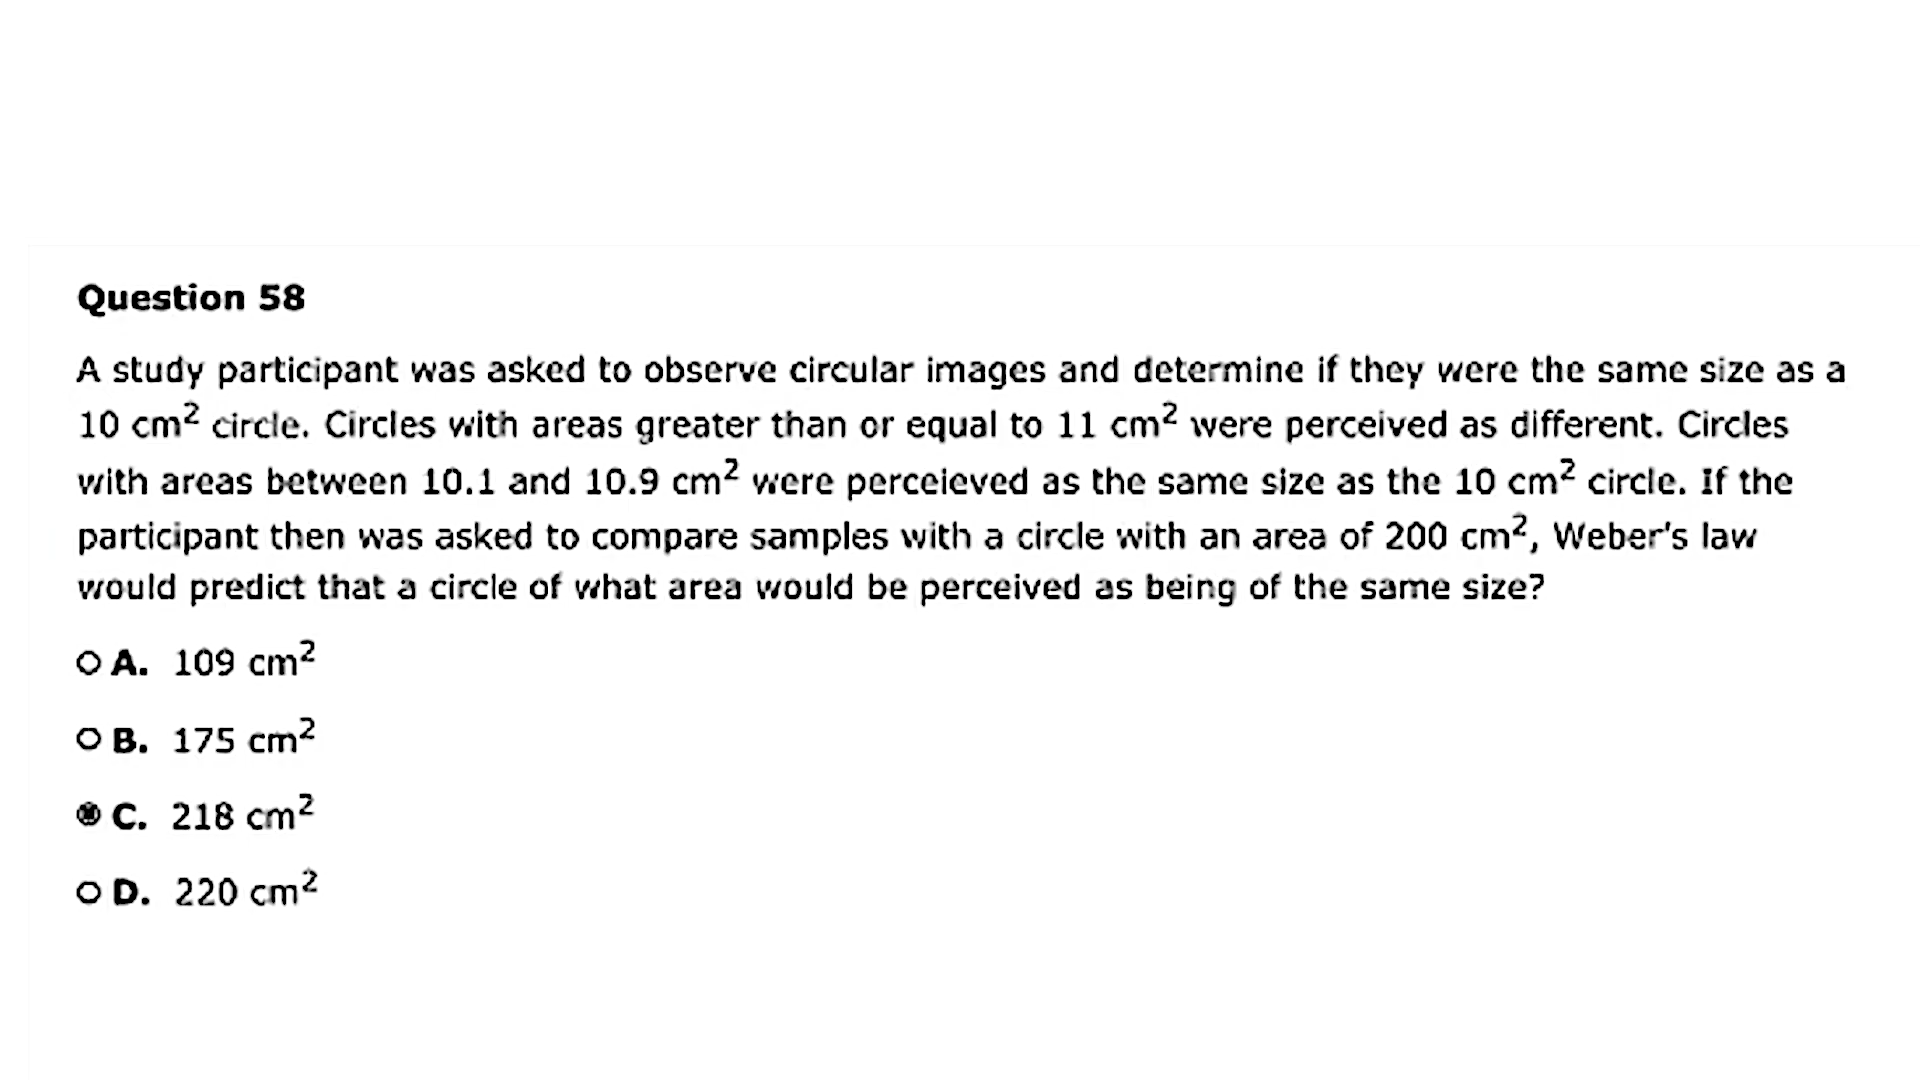 Question 58
A study participant was asked to observe circular images and determine if they were the same size as a
10 cm² circle. Circles with areas greater than or equal to 11 cm² were perceived as different. Circles
with areas between 10.1 and 10.9 cm² were perceieved as the same size as the 10 cm² circle. If the
participant then was asked to compare samples with a circle with an area of 200 cm², Weber's law
would predict that a circle of what area would be perceived as being of the same size?
A. 109 cm²
B. 175 cm²
C. 218 cm²
D. 220 cm²